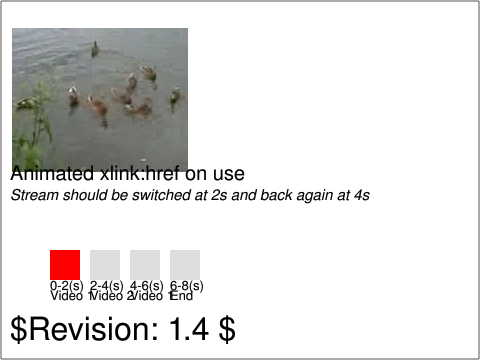 Animated xlink:href on use
Stream should be switched at 2s and back again at 4s
0-2(s) 2-4(s) 4-6(s) 6-8(s)
Video 1 Video 2 Video 1 End
$Revision: 1.4 $